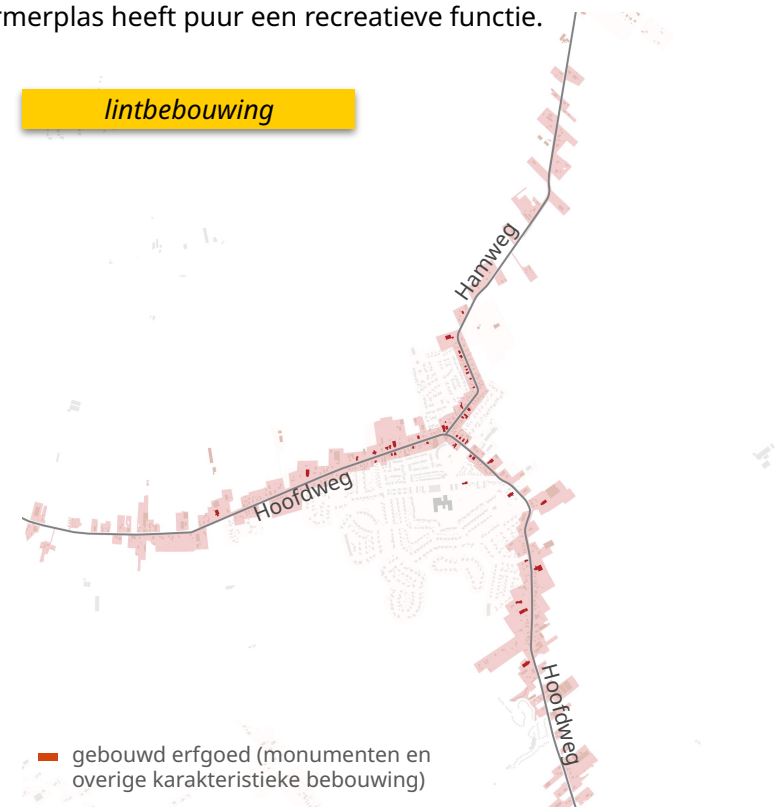 rmerplas heeft puur een recreatieve functie.
lintbebouwing
Hamweg
Hoofdweg
Hoofdweg
gebouwd erfgoed (monumenten en
overige karakteristieke bebouwing)